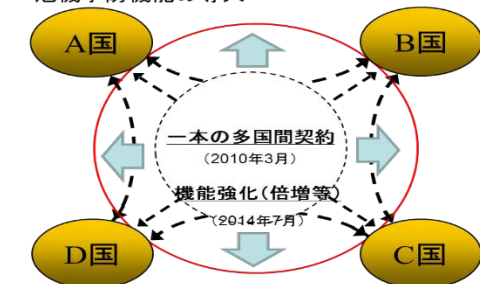 A国
B国
一本の多国間契約
(2010年3月)
機能強化(倍増等)
(2014年7月)
D国
C国